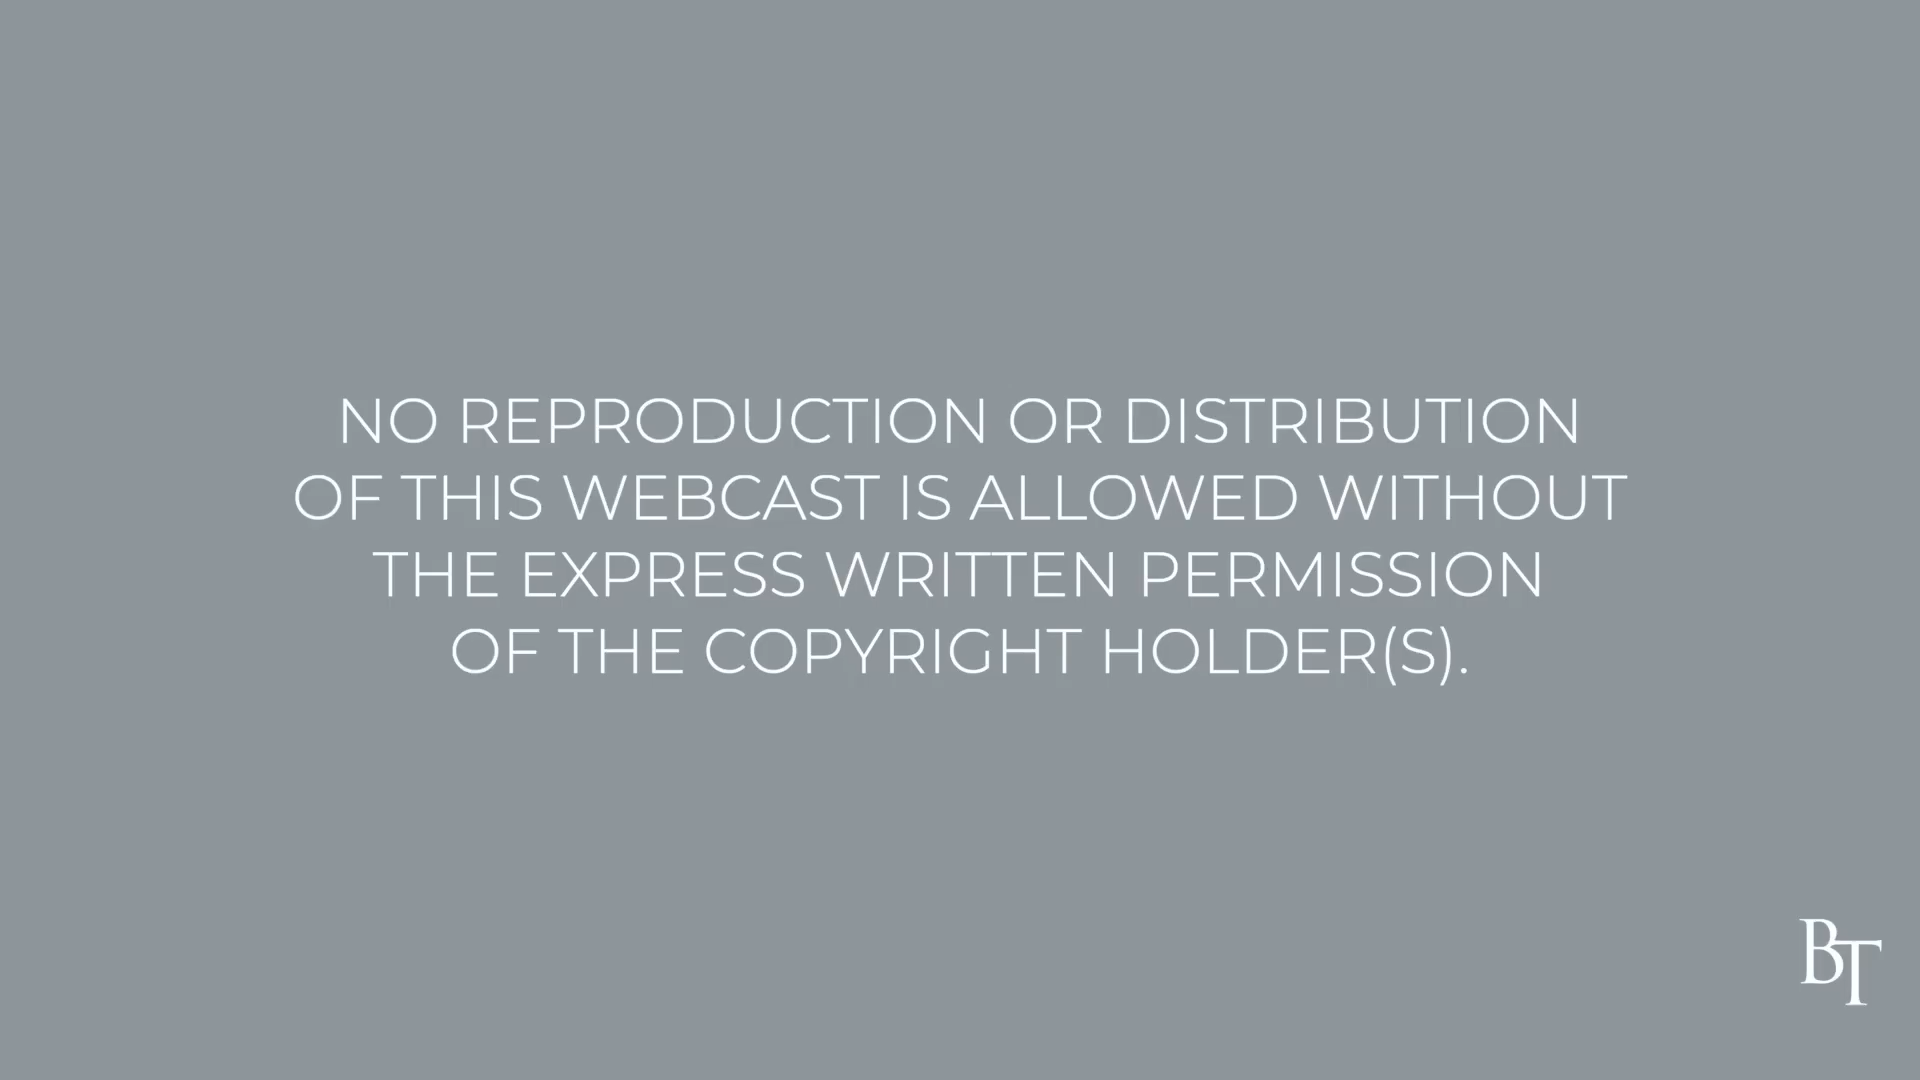 NO REPRODUCTION OR DISTRIBUTION
OF THIS WEBCAST IS ALLOWED WITHOUT
THE EXPRESS WRITTEN PERMISSION
OF THE COPYRIGHT HOLDER(S).
BT